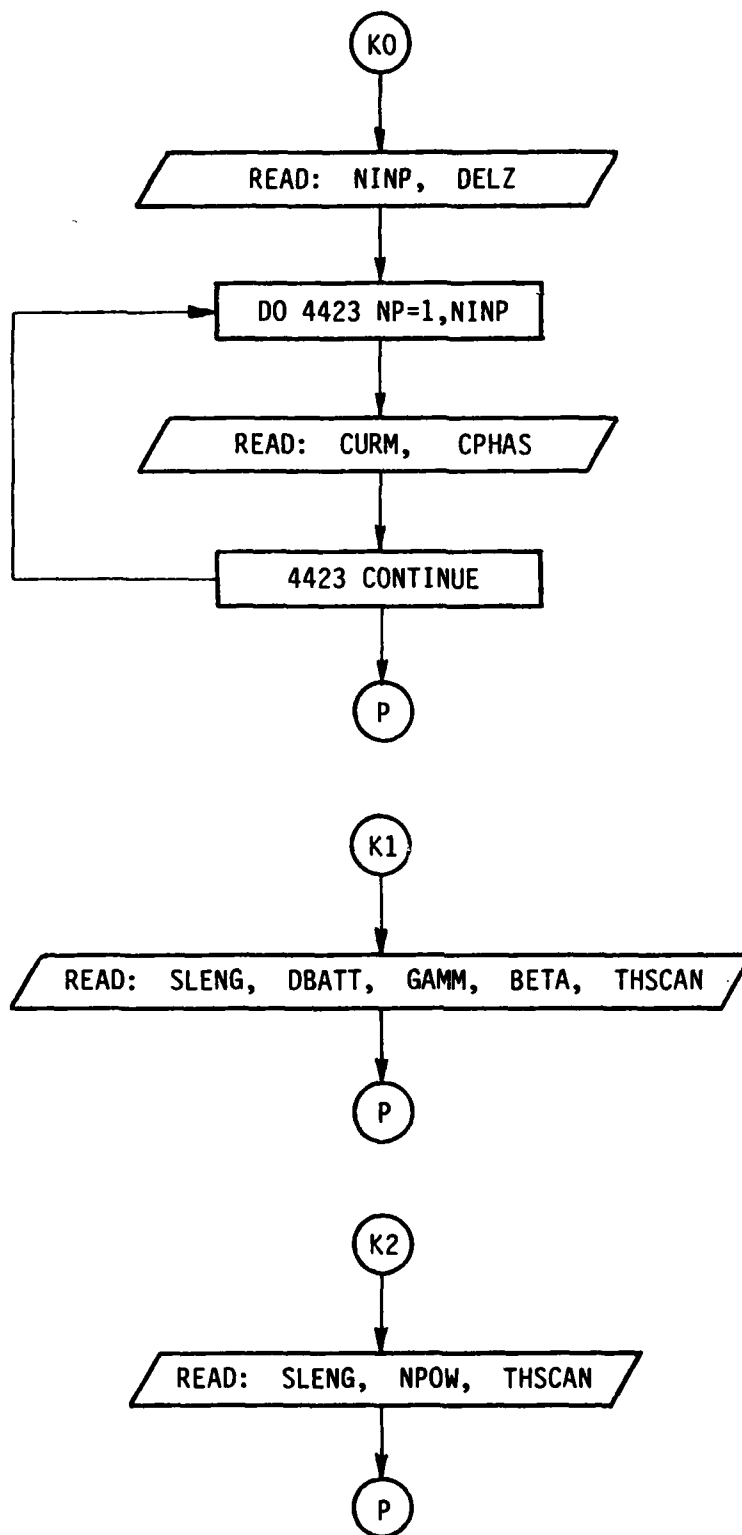 K0
READ: NINP, DELZ
DO 4423 NP=1,NINP
READ: CURM, CPHAS
4423 CONTINUE
P
K1
READ: SLENG, DBATT, GAMM, BETA, THSCAN
P
K2
READ: SLENG, NPOW, THSCAN
P